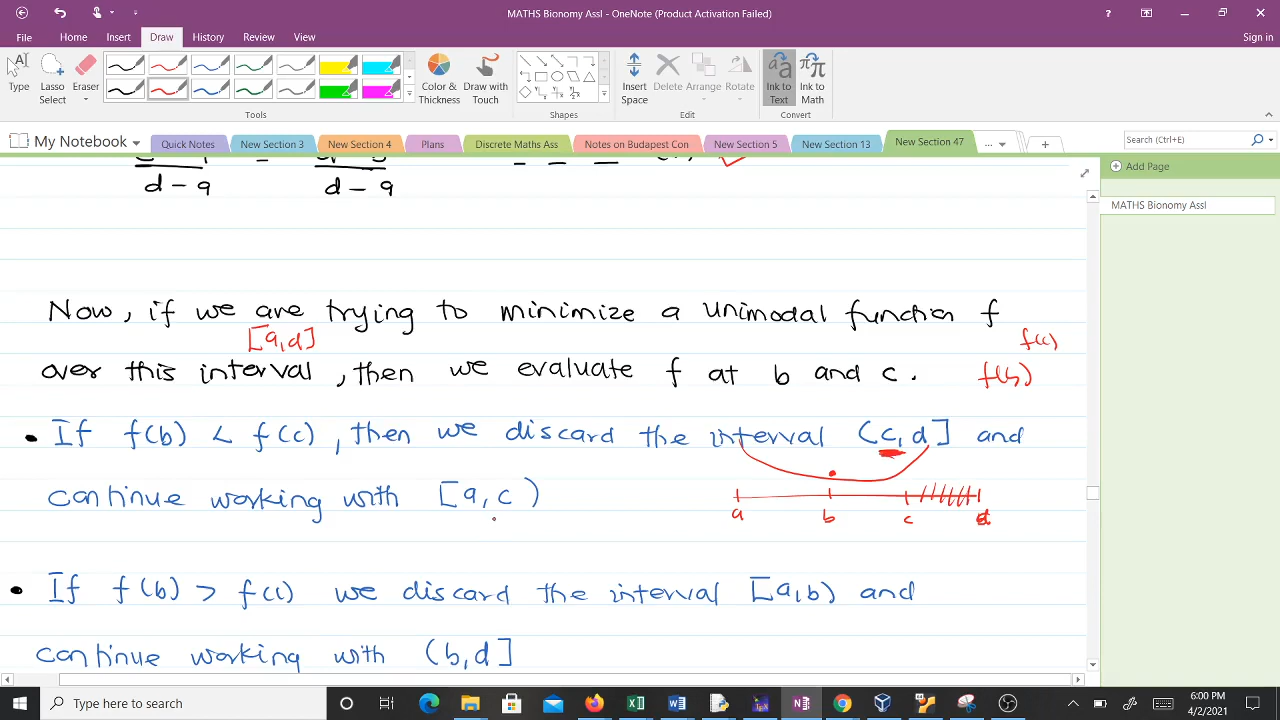 MATHS Bionomy Assl - OneNote (Product Activation Failed)
File Home Insert Draw History Review View
Sign in
Type Lasso Select Eraser Color & Thickness Draw with Touch Insert Space Delete Arrange Rotate Ink to Text Ink to Math
Tools Shapes Edit Convert
My Notebook Quick Notes New Section 3 New Section 4 Plans Discrete Maths Ass Notes on Budapest Con New Section 5 New Section 13 New Section 47 ... Search (Ctrl+E)
Add Page
MATHS Bionomy Assl
d-a d-a
Now, if we are trying to minimize a unimodal function f
[a,d] f(c)
over this interval, then we evaluate f at b and c. f(b)
• If f(b) < f(c), then we discard the interval (c,d] and
continue working with [a,c)
a b c d
• If f(b) > f(c) we discard the interval [a,b) and
continue working with (b,d]
Type here to search
6:00 PM
4/2/2021